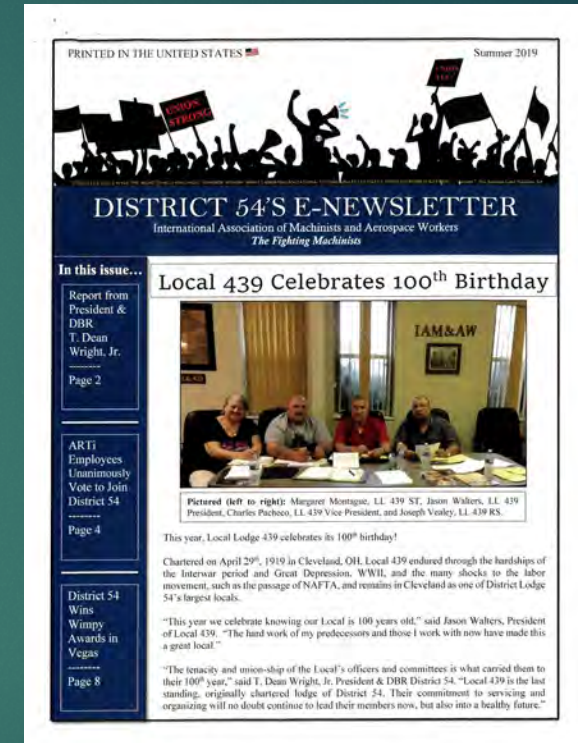 PRINTED IN THE UNITED STATES
Summer 2019
UNION
STRONG
UNION
DISTRICT 54'S E-NEWSLETTER
International Association of Machinists and Aerospace Workers
The Fighting Machinists
In this issue...
Report from
President &
DBR
T. Dean
Wright, Jr.
--------
Page 2
ARTi
Employees
Unanimously
Vote to Join
District 54
--------
Page 4
District 54
Wins
Wimpy
Awards in
Vegas
--------
Page 8
Local 439 Celebrates 100th Birthday
IAM&AW
Pictured (left to right): Margaret Montague, LL 439 ST, Jason Walters, LL 439
President, Charles Pacheco, LL 439 Vice President, and Joseph Vealey, LL 439 RS.
This year, Local Lodge 439 celebrates its 100th birthday!
Chartered on April 29th, 1919 in Cleveland, OH, Local 439 endured through the hardships of
the Interwar period and Great Depression, WWII, and the many shocks to the labor
movement, such as the passage of NAFTA, and remains in Cleveland as one of District Lodge
54's largest locals.
"This year we celebrate knowing our Local is 100 years old," said Jason Walters, President
of Local 439. "The hard work of my predecessors and those I work with now have made this
a great local."
"The tenacity and union-ship of the Local's officers and committees is what carried them to
their 100th year," said T. Dean Wright, Jr. President & DBR District 54. "Local 439 is the last
standing, originally chartered lodge of District 54. Their commitment to servicing and
organizing will no doubt continue to lead their members now, but also into a healthy future."